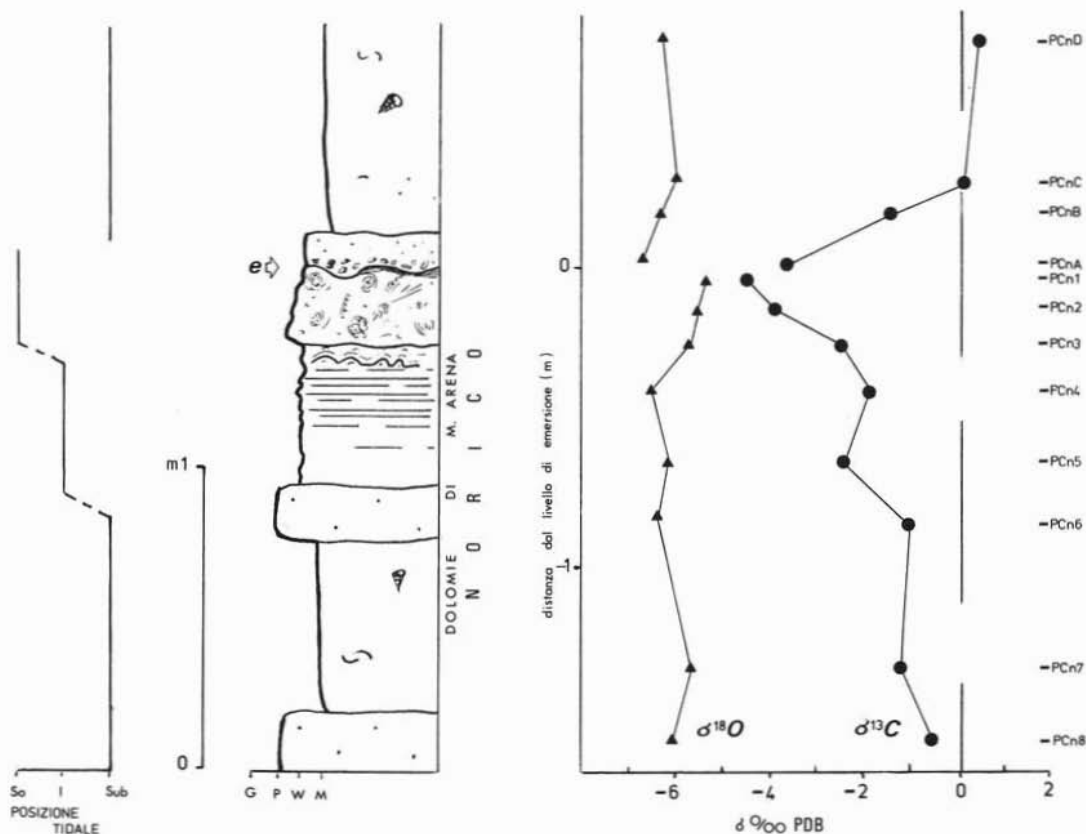 So I Sub
POSIZIONE
TIDALE
m1
0
e
G P W M
DOLOMIE DI M. ARENA
NORICO
distanza dal livello di emersione (m)
0
-1
δ18O
δ13C
-6 -4 -2 0 2
δ ‰ PDB
PCnD
PCnC
PCnB
PCnA
PCn1
PCn2
PCn3
PCn4
PCn5
PCn6
PCn7
PCn8